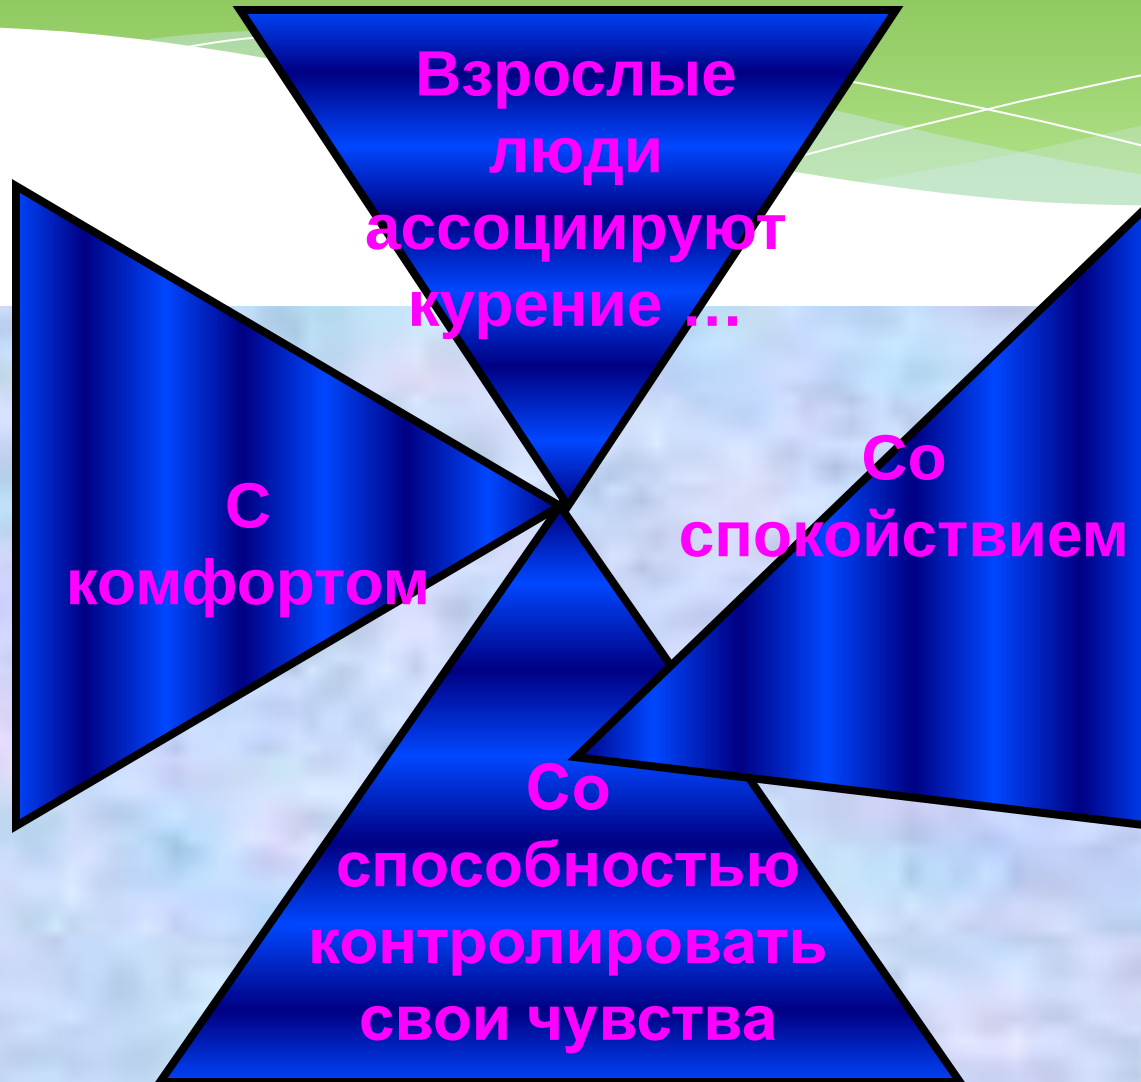 Взрослые
люди
ассоциируют
курение …
С
комфортом
Со
спокойствием
Со
способностью
контролировать
свои чувства